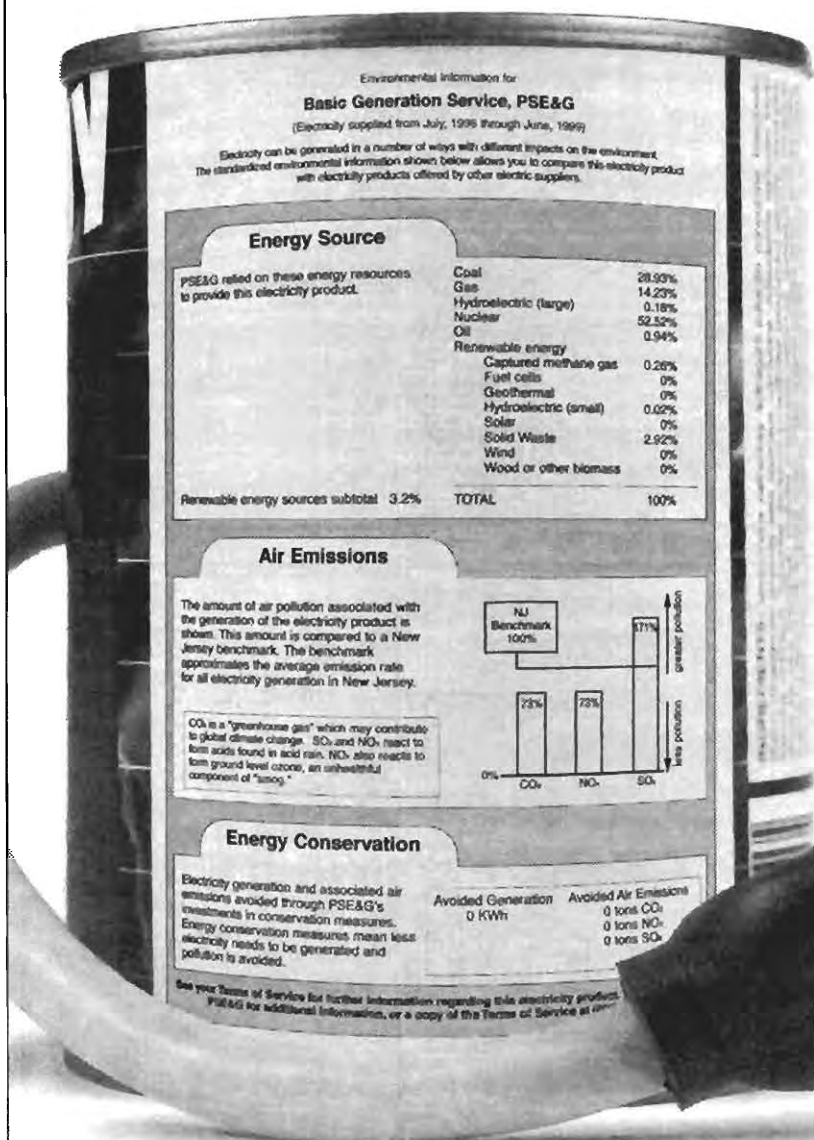 Environmental Information for
Basic Generation Service, PSE&G
(Electricity supplied from July, 1998 through June, 1999)
Electricity can be generated in a number of ways with different impacts on the environment.
The standardized environmental information shown below allows you to compare this electricity product
with electricity products offered by other electric suppliers.
Energy Source
PSE&G relied on these energy resources
to provide this electricity product.
Coal 28.93%
Gas 14.23%
Hydroelectric (large) 0.18%
Nuclear 52.52%
Oil 0.94%
Renewable energy
Captured methane gas 0.26%
Fuel cells 0%
Geothermal 0%
Hydroelectric (small) 0.02%
Solar 0%
Solid Waste 2.92%
Wind 0%
Wood or other biomass 0%
Renewable energy sources subtotal 3.2%
TOTAL 100%
Air Emissions
The amount of air pollution associated with
the generation of the electricity product is
shown. This amount is compared to a New
Jersey benchmark. The benchmark
approximates the average emission rate
for all electricity generation in New Jersey.
CO₂ is a "greenhouse gas" which may contribute
to global climate change. SO₂ and NOₓ react to
form acids found in acid rain. NOₓ also reacts to
form ground level ozone, an unhealthful
component of "smog."
NJ
Benchmark
100%
greater pollution
less pollution
73%
73%
171%
0%
CO₂
NOₓ
SO₂
Energy Conservation
Electricity generation and associated air
emissions avoided through PSE&G's
investments in conservation measures.
Energy conservation measures mean less
electricity needs to be generated and
pollution is avoided.
Avoided Generation
0 KWh
Avoided Air Emissions
0 tons CO₂
0 tons NOₓ
0 tons SO₂
See your Terms of Service for further information regarding this electricity product
PSE&G for additional information, or a copy of the Terms of Service at